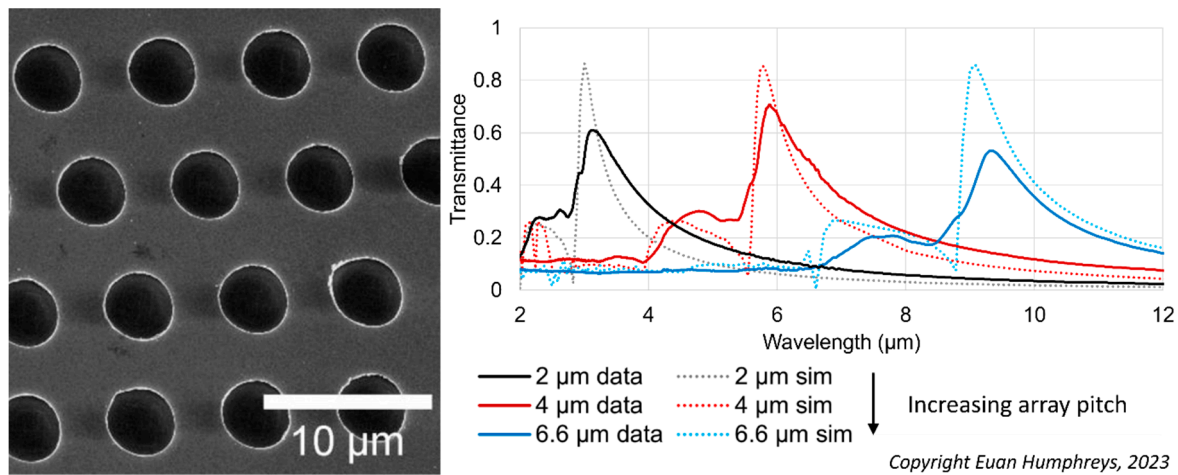 10 µm
1
0.8
0.6
0.4
0.2
0
Transmittance
2 4 6 8 10 12
Wavelength (µm)
2 µm data 2 µm sim
4 µm data 4 µm sim
6.6 µm data 6.6 µm sim
Increasing array pitch
Copyright Euan Humphreys, 2023